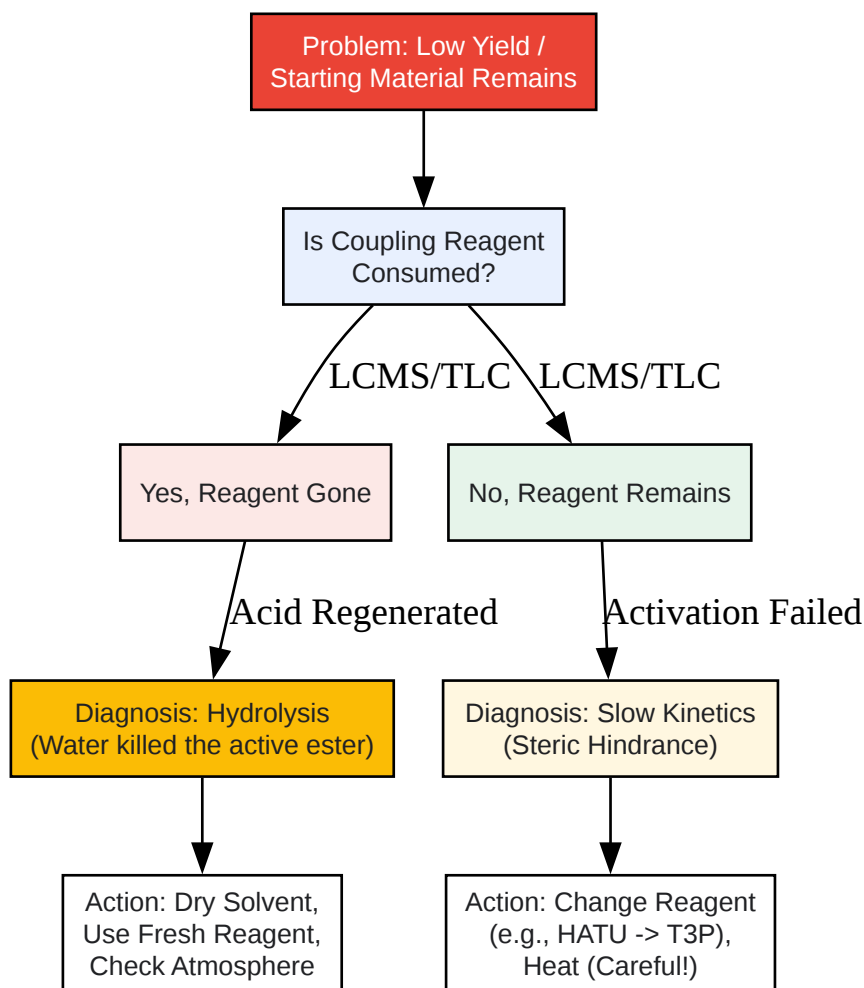 Problem: Low Yield /
Starting Material Remains
Is Coupling Reagent
Consumed?
LCMS/TLC
LCMS/TLC
Yes, Reagent Gone
No, Reagent Remains
Acid Regenerated
Activation Failed
Diagnosis: Hydrolysis
(Water killed the active ester)
Diagnosis: Slow Kinetics
(Steric Hindrance)
Action: Dry Solvent,
Use Fresh Reagent,
Check Atmosphere
Action: Change Reagent
(e.g., HATU -> T3P),
Heat (Careful!)